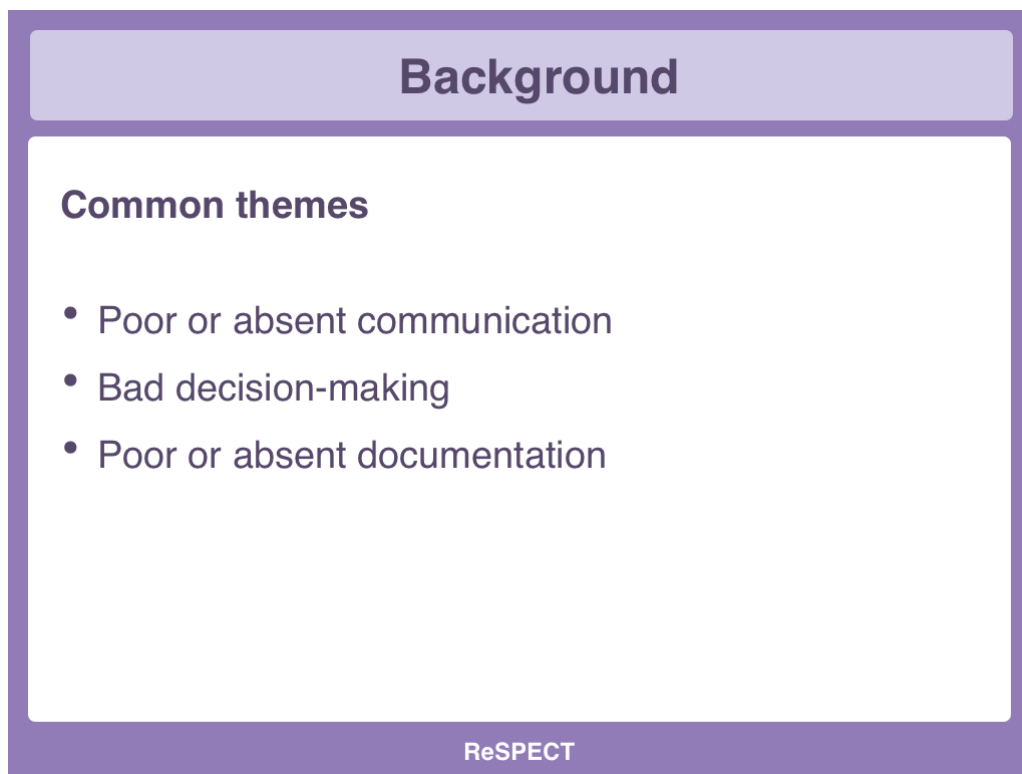 Background
Common themes
• Poor or absent communication
• Bad decision-making
• Poor or absent documentation
ReSPECT